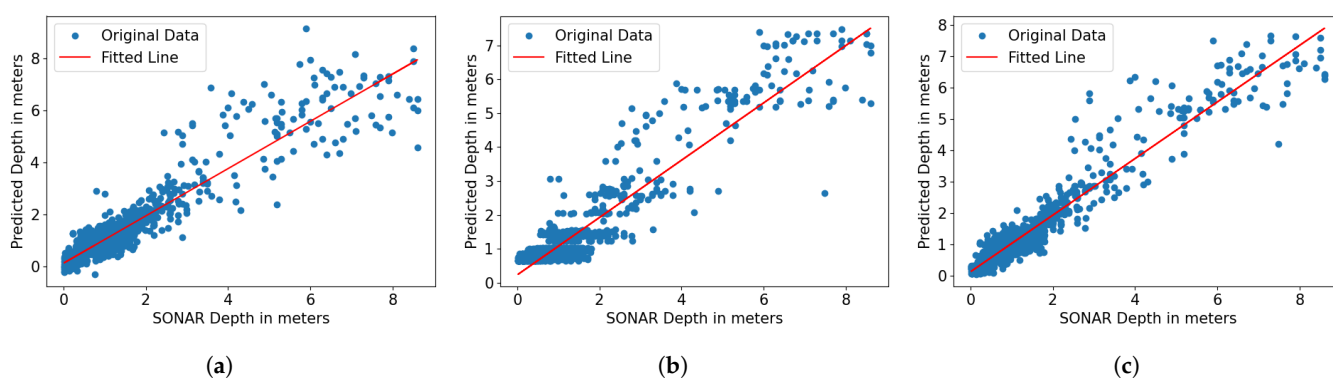 Original Data
Fitted Line
Predicted Depth in meters
8
6
4
2
0
0 2 4 6 8
SONAR Depth in meters
(a)
Original Data
Fitted Line
Predicted Depth in meters
7
6
5
4
3
2
1
0
0 2 4 6 8
SONAR Depth in meters
(b)
Original Data
Fitted Line
Predicted Depth in meters
8
7
6
5
4
3
2
1
0
0 2 4 6 8
SONAR Depth in meters
(c)